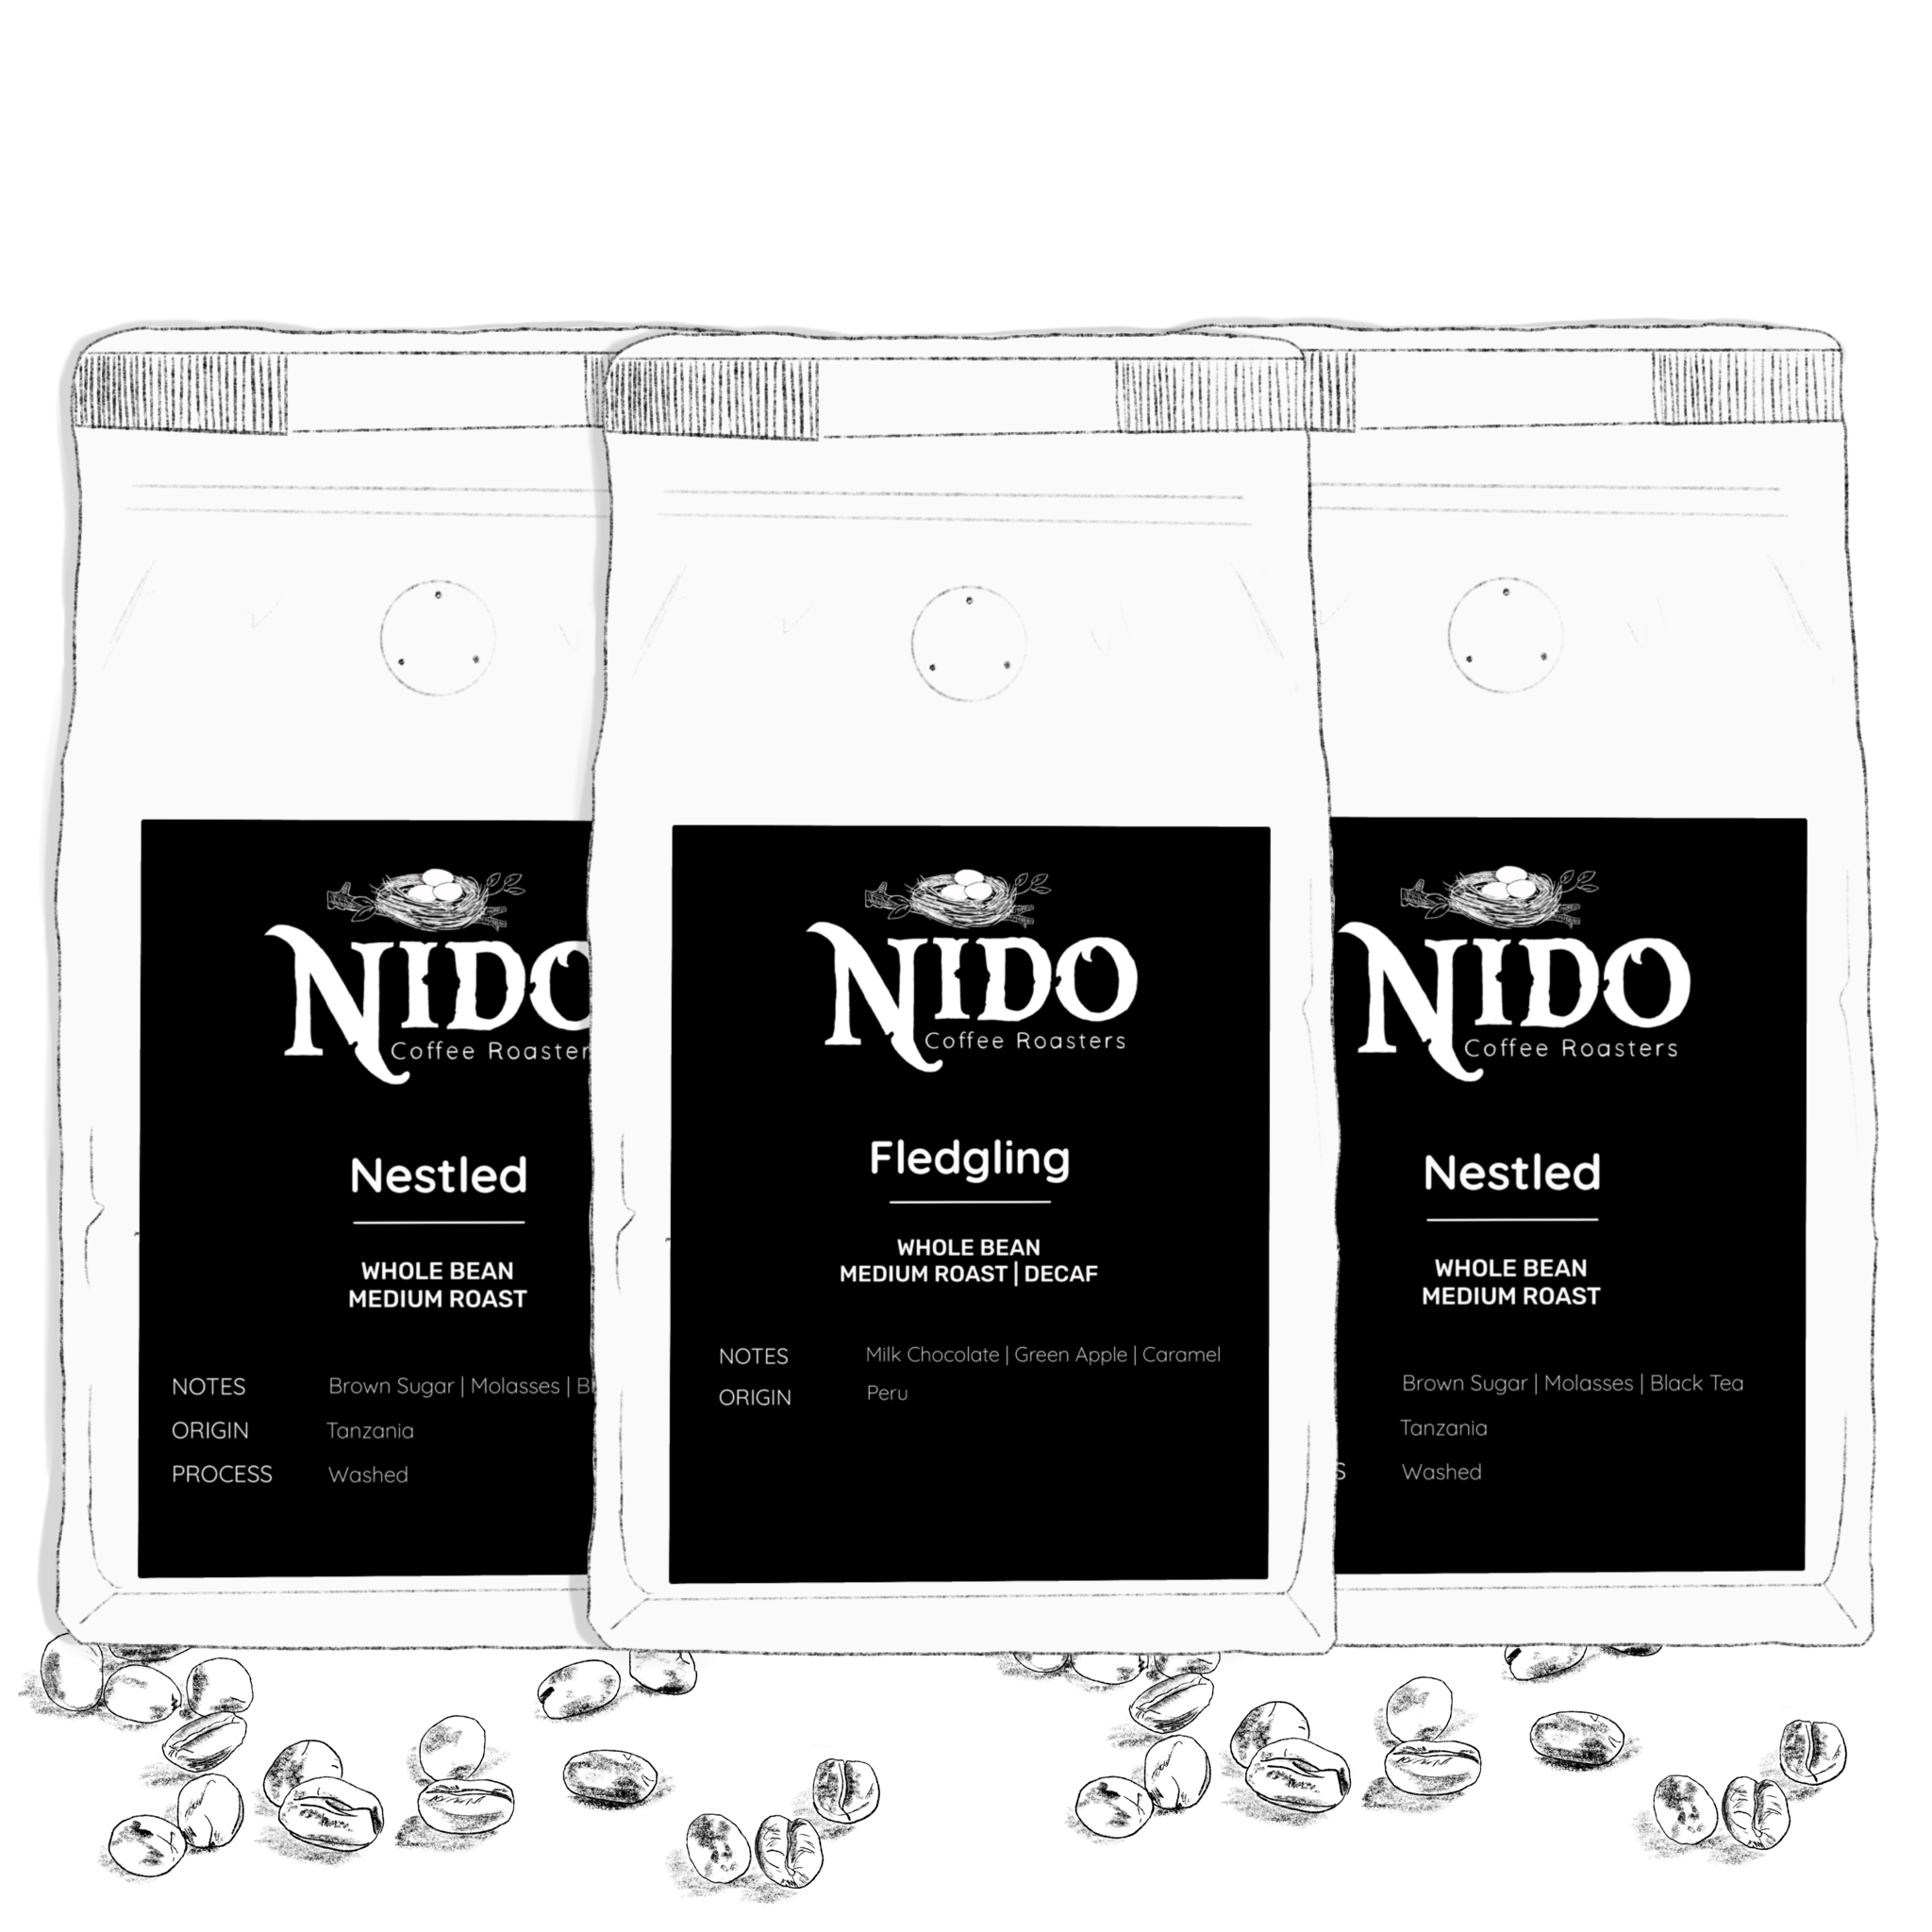 NIDO
Coffee Roaster
Nestled
WHOLE BEAN
MEDIUM ROAST
NOTES Brown Sugar | Molasses |
ORIGIN Tanzania
PROCESS Washed
NIDO
Coffee Roasters
Fledgling
WHOLE BEAN
MEDIUM ROAST | DECAF
NOTES Milk Chocolate | Green Apple | Caramel
ORIGIN Peru
NIDO
Coffee Roasters
Nestled
WHOLE BEAN
MEDIUM ROAST
Brown Sugar | Molasses | Black Tea
Tanzania
Washed